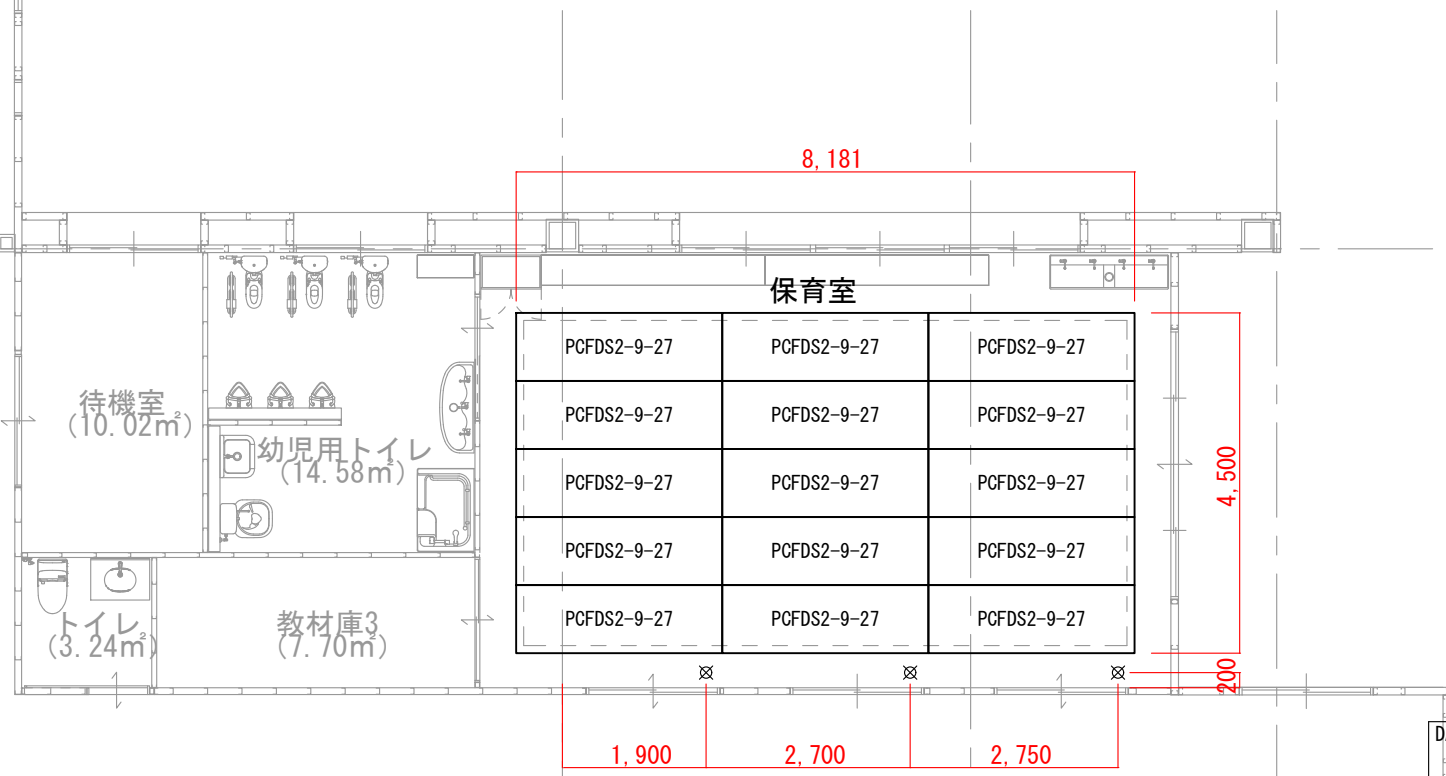 8,181
保育室
PCFDS2-9-27 PCFDS2-9-27 PCFDS2-9-27
PCFDS2-9-27 PCFDS2-9-27 PCFDS2-9-27
PCFDS2-9-27 PCFDS2-9-27 PCFDS2-9-27
PCFDS2-9-27 PCFDS2-9-27 PCFDS2-9-27
PCFDS2-9-27 PCFDS2-9-27 PCFDS2-9-27
待機室
(10.02㎡)
幼児用トイレ
(14.58㎡)
4,500
トイレ
(3.24㎡)
教材庫3
(7.70㎡)
200
1,900
2,700
2,750